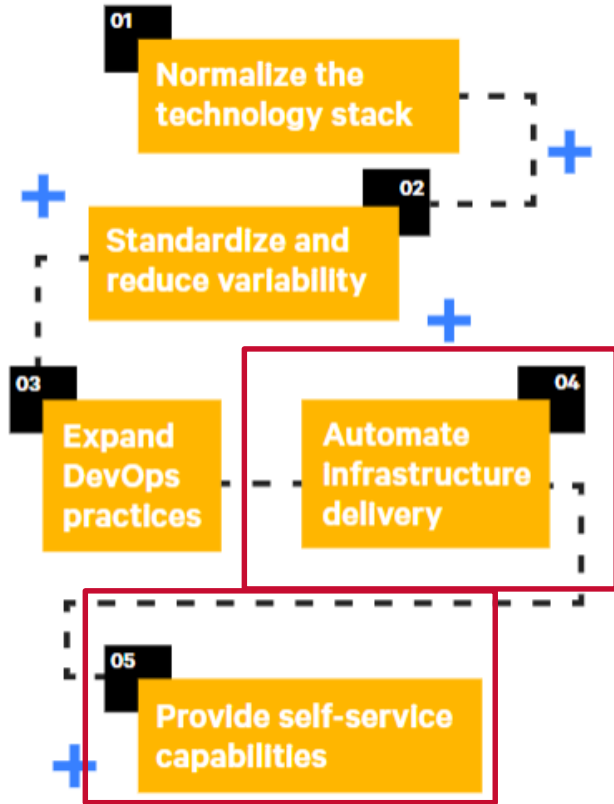 01
Normalize the
technology stack
02
Standardize and
reduce variability
03
Expand
DevOps
practices
04
Automate
Infrastructure
delivery
05
Provide self-service
capabilities